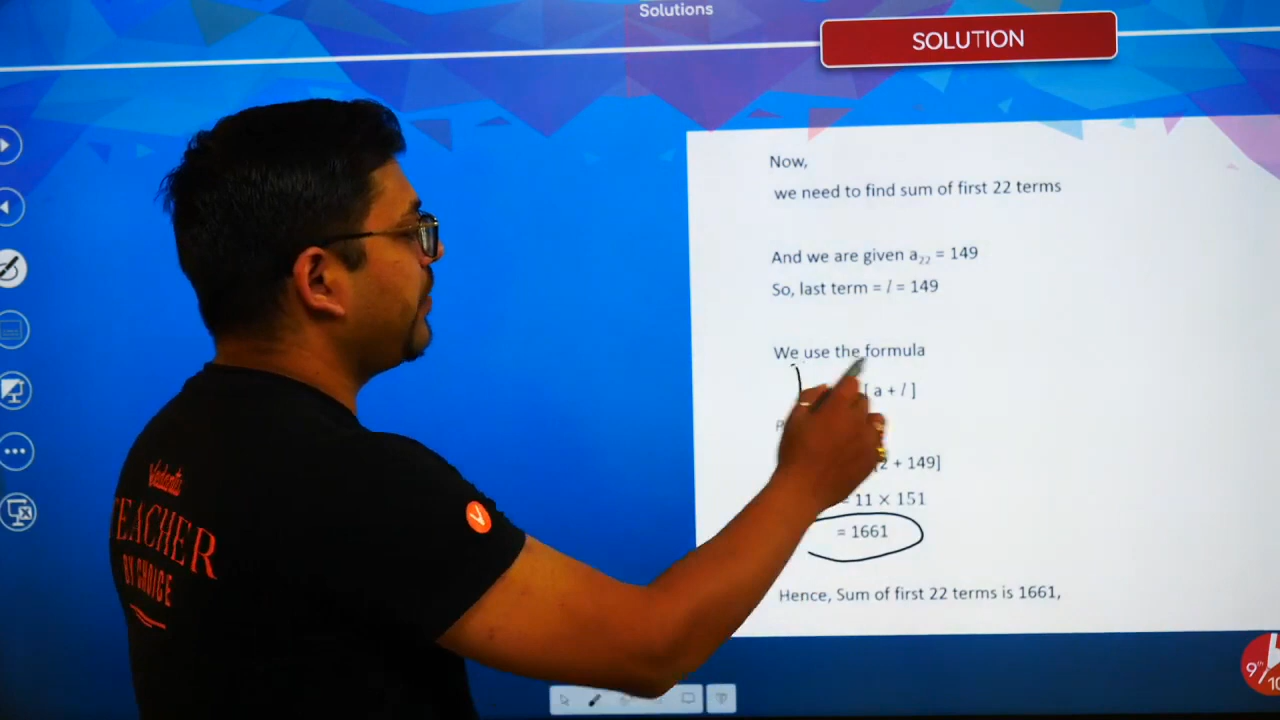 Solutions
SOLUTION
Now,
we need to find sum of first 22 terms
And we are given a₂₂ = 149
So, last term = l = 149
We use the formula
[ a + l ]
[2 + 149]
= 11 × 151
= 1661
Hence, Sum of first 22 terms is 1661,
Vedantu
TEACHER
BY CHOICE
9th/10